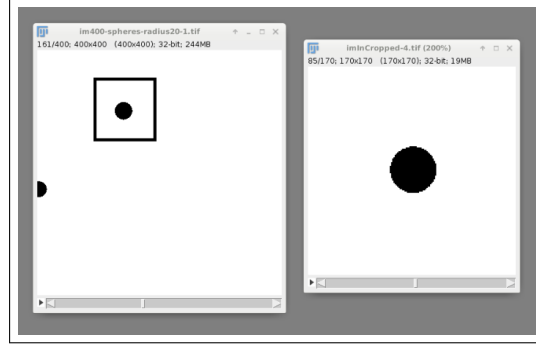 im400-spheres-radius20-1.tif
161/400; 400x400 (400x400); 32-bit; 244MB
imInCropped-4.tif (200%)
85/170; 170x170 (170x170); 32-bit; 19MB